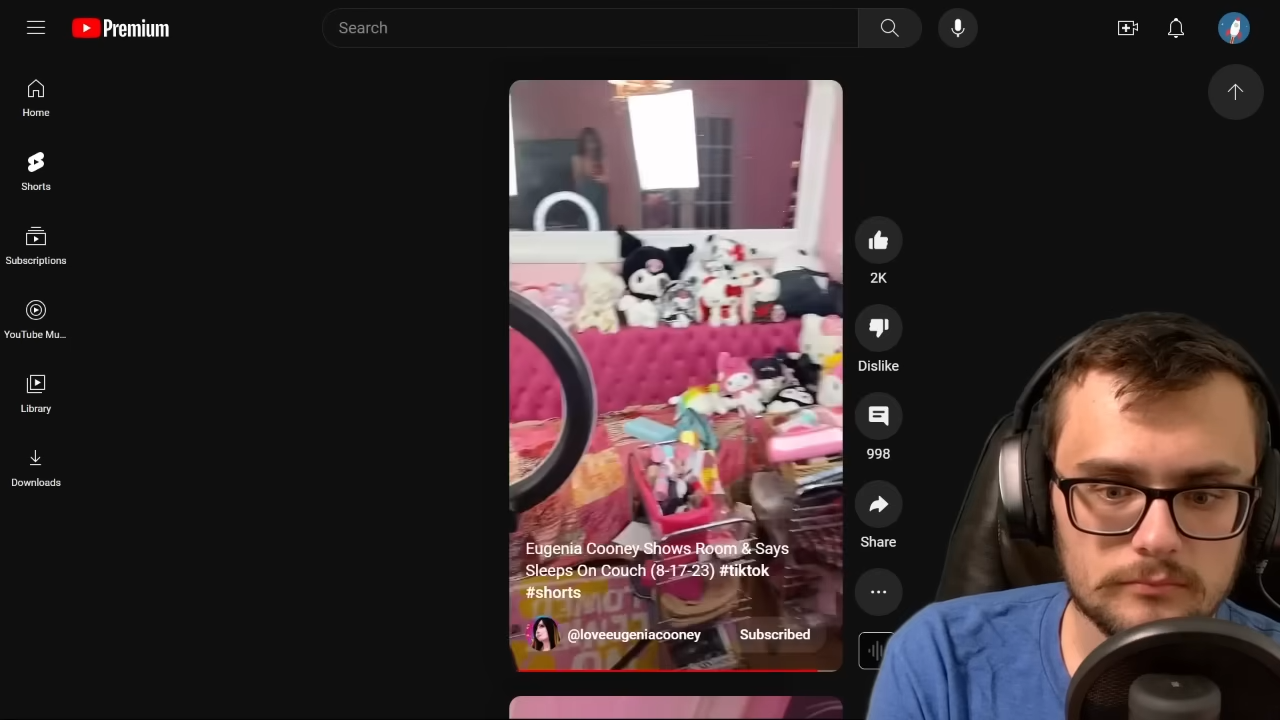 Premium
Search
Home
Shorts
Subscriptions
YouTube Mu...
Library
Downloads
2K
Dislike
998
Share
Eugenia Cooney Shows Room & Says
Sleeps On Couch (8-17-23) #tiktok
#shorts
@loveeugeniacooney
Subscribed